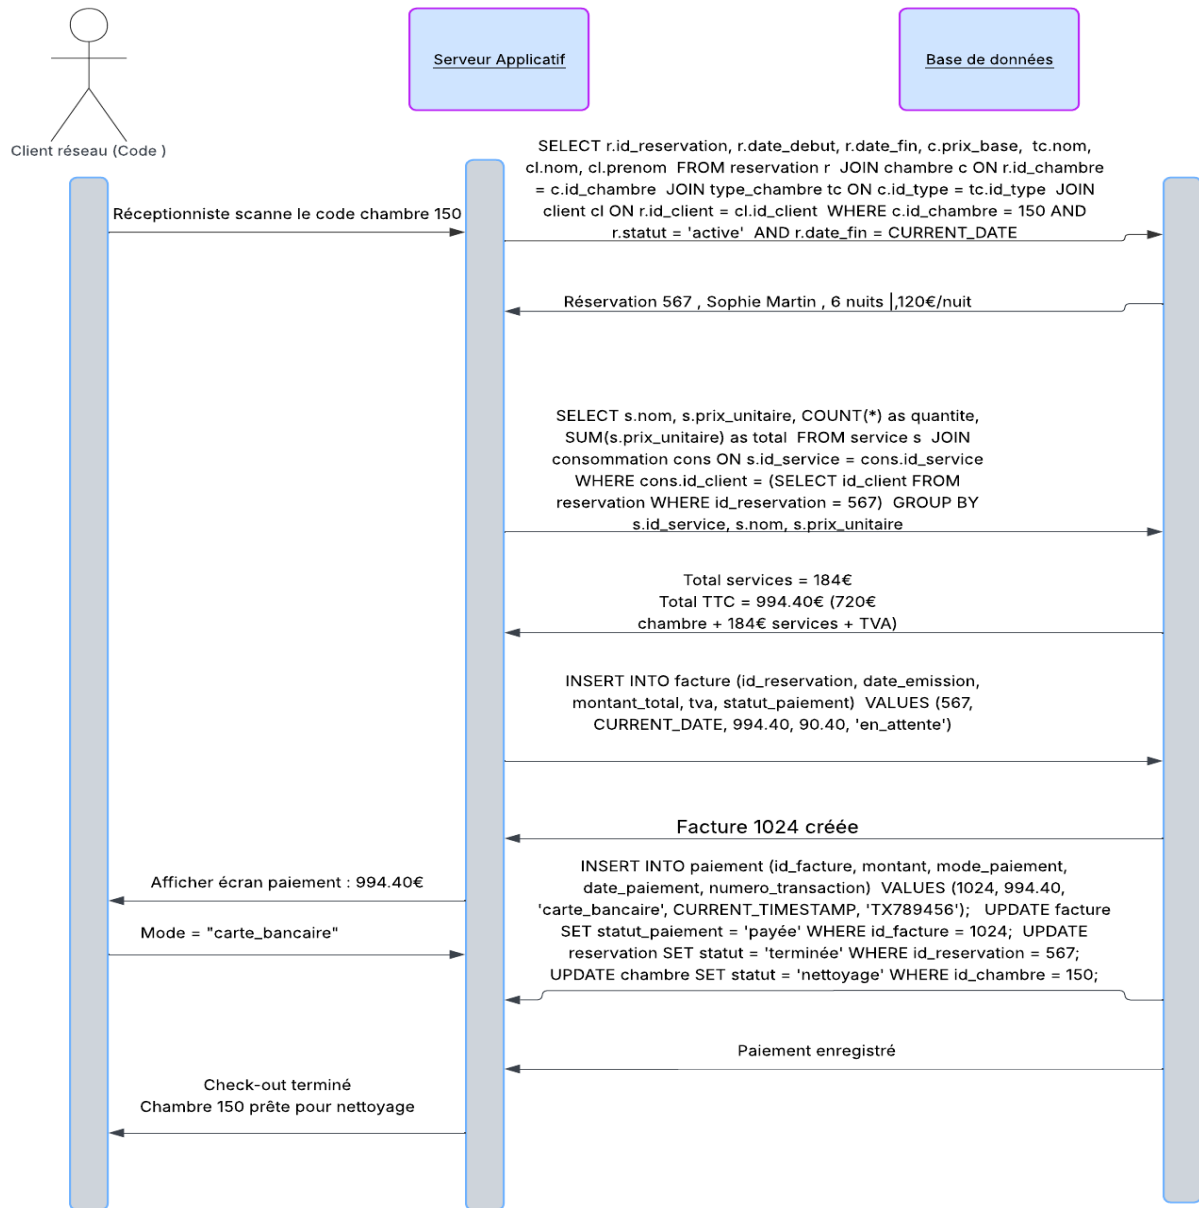 Serveur Applicatif
Base de données
Client réseau (Code )
SELECT r.id_reservation, r.date_debut, r.date_fin, c.prix_base,  tc.nom,
cl.nom, cl.prenom  FROM reservation r  JOIN chambre c ON r.id_chambre
= c.id_chambre  JOIN type_chambre tc ON c.id_type = tc.id_type  JOIN
client cl ON r.id_client = cl.id_client  WHERE c.id_chambre = 150 AND
r.statut = 'active'  AND r.date_fin = CURRENT_DATE
Réceptionniste scanne le code chambre 150
Réservation 567 , Sophie Martin , 6 nuits |,120€/nuit
SELECT s.nom, s.prix_unitaire, COUNT(*) as quantite,
SUM(s.prix_unitaire) as total  FROM service s  JOIN
consommation cons ON s.id_service = cons.id_service
WHERE cons.id_client = (SELECT id_client FROM
reservation WHERE id_reservation = 567)  GROUP BY
s.id_service, s.nom, s.prix_unitaire
Total services = 184€
Total TTC = 994.40€ (720€
chambre + 184€ services + TVA)
INSERT INTO facture (id_reservation, date_emission,
montant_total, tva, statut_paiement)  VALUES (567,
CURRENT_DATE, 994.40, 90.40, 'en_attente')
Facture 1024 créée
Afficher écran paiement : 994.40€
INSERT INTO paiement (id_facture, montant, mode_paiement,
date_paiement, numero_transaction)  VALUES (1024, 994.40,
'carte_bancaire', CURRENT_TIMESTAMP, 'TX789456');   UPDATE facture
SET statut_paiement = 'payée' WHERE id_facture = 1024;  UPDATE
reservation SET statut = 'terminée' WHERE id_reservation = 567;
UPDATE chambre SET statut = 'nettoyage' WHERE id_chambre = 150;
Mode = "carte_bancaire"
Paiement enregistré
Check-out terminé
Chambre 150 prête pour nettoyage